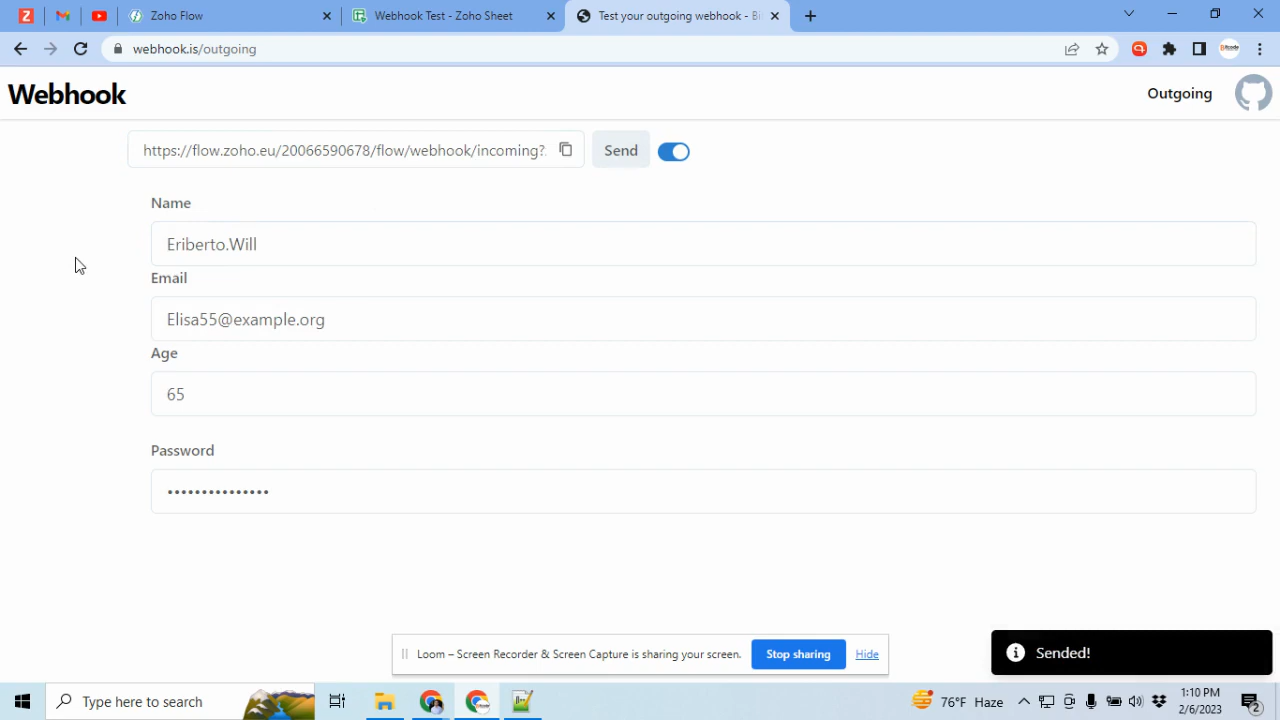 Zoho Flow
Webhook Test - Zoho Sheet
Test your outgoing webhook - Bi
webhook.is/outgoing
Webhook
Outgoing
https://flow.zoho.eu/20066590678/flow/webhook/incoming?
Send
Name
Eriberto.Will
Email
Elisa55@example.org
Age
65
Password
•••••••••••••••
Loom – Screen Recorder & Screen Capture is sharing your screen.
Stop sharing
Hide
Sended!
Type here to search
76°F Haze
1:10 PM
2/6/2023
2